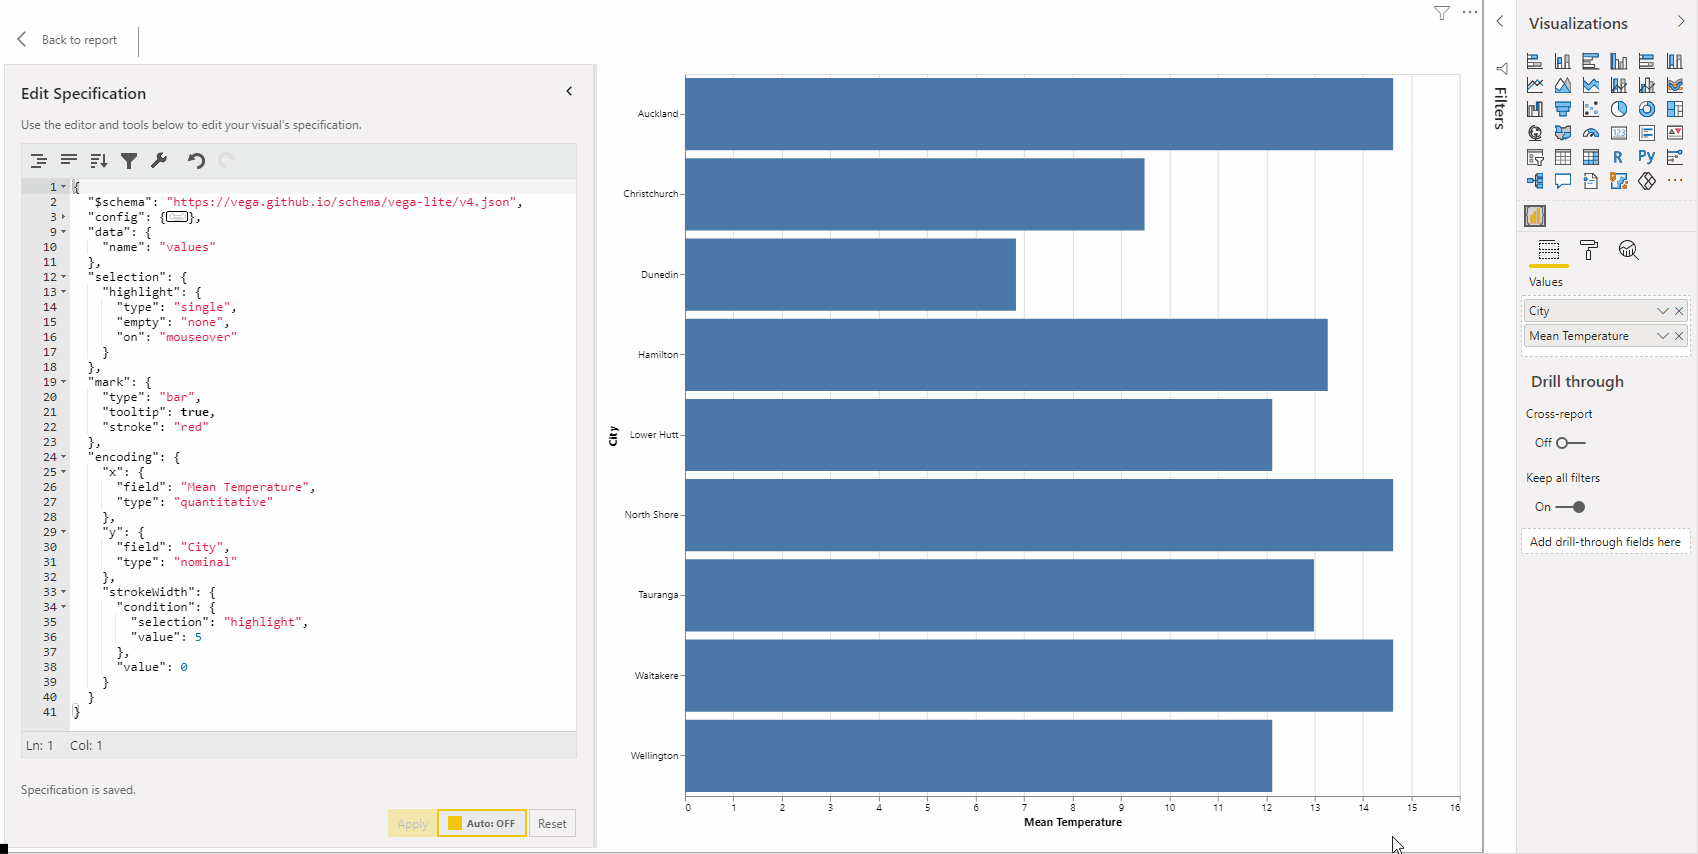 Back to report
Edit Specification
Use the editor and tools below to edit your visual's specification.
1 {
2 "$schema": "https://vega.github.io/schema/vega-lite/v4.json",
3 "config": {},
9 "data": {
10 "name": "values"
11 },
12 "selection": {
13 "highlight": {
14 "type": "single",
15 "empty": "none",
16 "on": "mouseover"
17 }
18 },
19 "mark": {
20 "type": "bar",
21 "tooltip": true,
22 "stroke": "red"
23 },
24 "encoding": {
25 "x": {
26 "field": "Mean Temperature",
27 "type": "quantitative"
28 },
29 "y": {
30 "field": "City",
31 "type": "nominal"
32 },
33 "strokeWidth": {
34 "condition": {
35 "selection": "highlight",
36 "value": 5
37 },
38 "value": 0
39 }
40 }
41 }
Ln: 1 Col: 1
Specification is saved.
Apply Auto: OFF Reset
City
Auckland
Christchurch
Dunedin
Hamilton
Lower Hutt
North Shore
Tauranga
Waitakere
Wellington
0 1 2 3 4 5 6 7 8 9 10 11 12 13 14 15 16
Mean Temperature
Filters
Visualizations
123
R Py
Values
City
Mean Temperature
Drill through
Cross-report
Off
Keep all filters
On
Add drill-through fields here